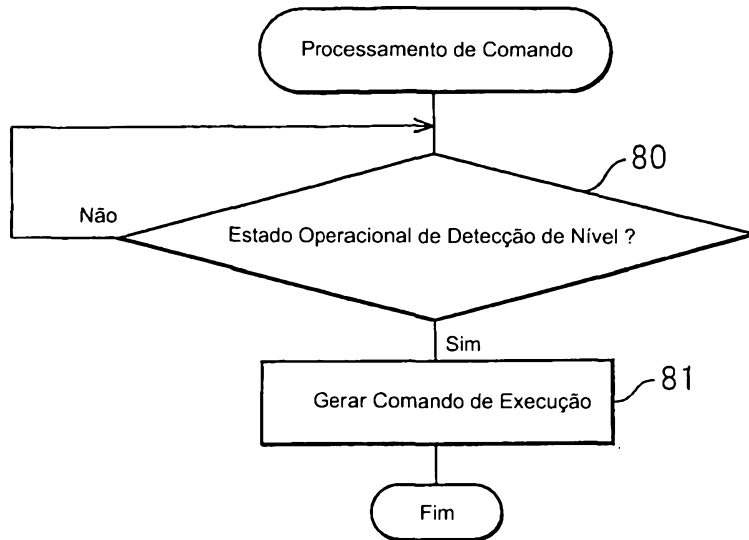 Processamento de Comando
80
Não
Estado Operacional de Detecção de Nível ?
Sim
81
Gerar Comando de Execução
Fim